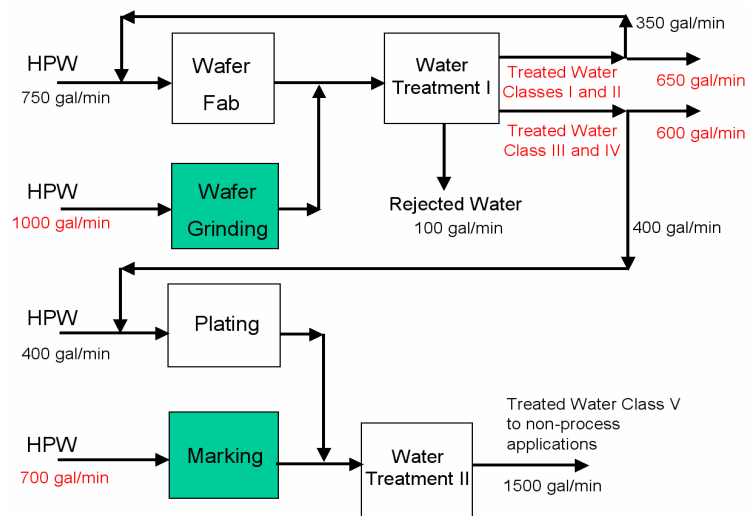 350 gal/min
HPW
750 gal/min
Wafer
Fab
Water
Treatment I
Treated Water
Classes I and II
650 gal/min
Treated Water
Class III and IV
600 gal/min
HPW
1000 gal/min
Wafer
Grinding
Rejected Water
100 gal/min
400 gal/min
HPW
400 gal/min
Plating
HPW
700 gal/min
Marking
Water
Treatment II
Treated Water Class V
to non-process
applications
1500 gal/min